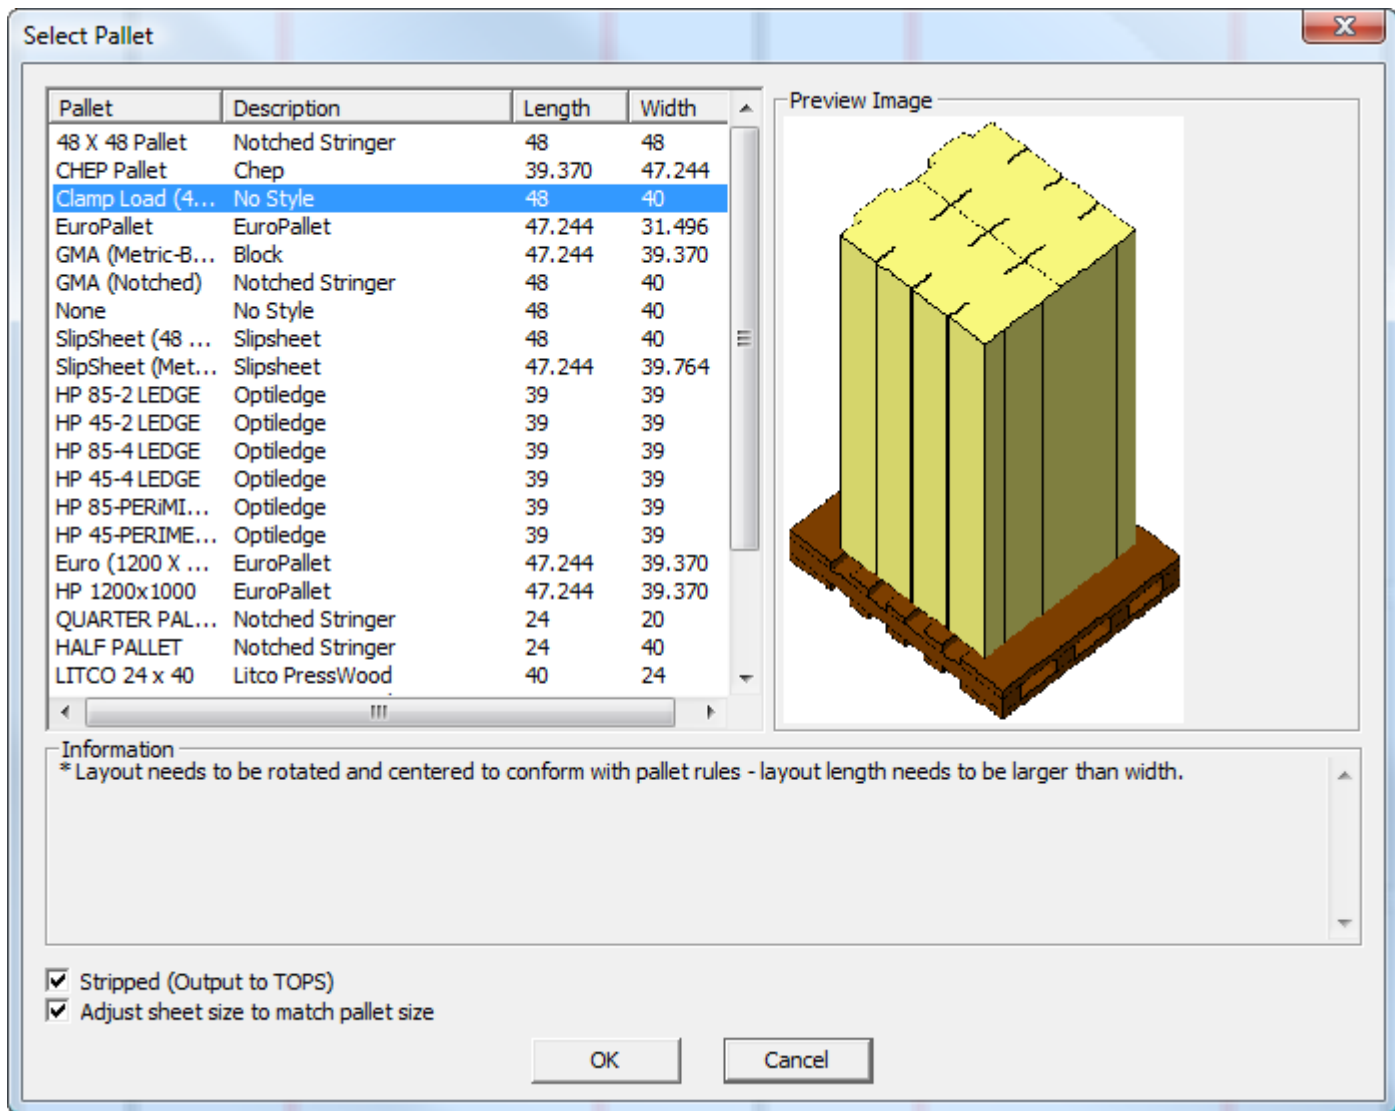 Select Pallet
Pallet Description Length Width
48 X 48 Pallet Notched Stringer 48 48
CHEP Pallet Chep 39.370 47.244
Clamp Load (4... No Style 48 40
EuroPallet EuroPallet 47.244 31.496
GMA (Metric-B... Block 47.244 39.370
GMA (Notched) Notched Stringer 48 40
None No Style 48 40
SlipSheet (48 ... Slipsheet 48 40
SlipSheet (Met... Slipsheet 47.244 39.764
HP 85-2 LEDGE Optiledge 39 39
HP 45-2 LEDGE Optiledge 39 39
HP 85-4 LEDGE Optiledge 39 39
HP 45-4 LEDGE Optiledge 39 39
HP 85-PERiMI... Optiledge 39 39
HP 45-PERIME... Optiledge 39 39
Euro (1200 X ... EuroPallet 47.244 39.370
HP 1200x1000 EuroPallet 47.244 39.370
QUARTER PAL... Notched Stringer 24 20
HALF PALLET Notched Stringer 24 40
LITCO 24 x 40 Litco PressWood 40 24
Preview Image
Information
* Layout needs to be rotated and centered to conform with pallet rules - layout length needs to be larger than width.
Stripped (Output to TOPS)
Adjust sheet size to match pallet size
OK Cancel